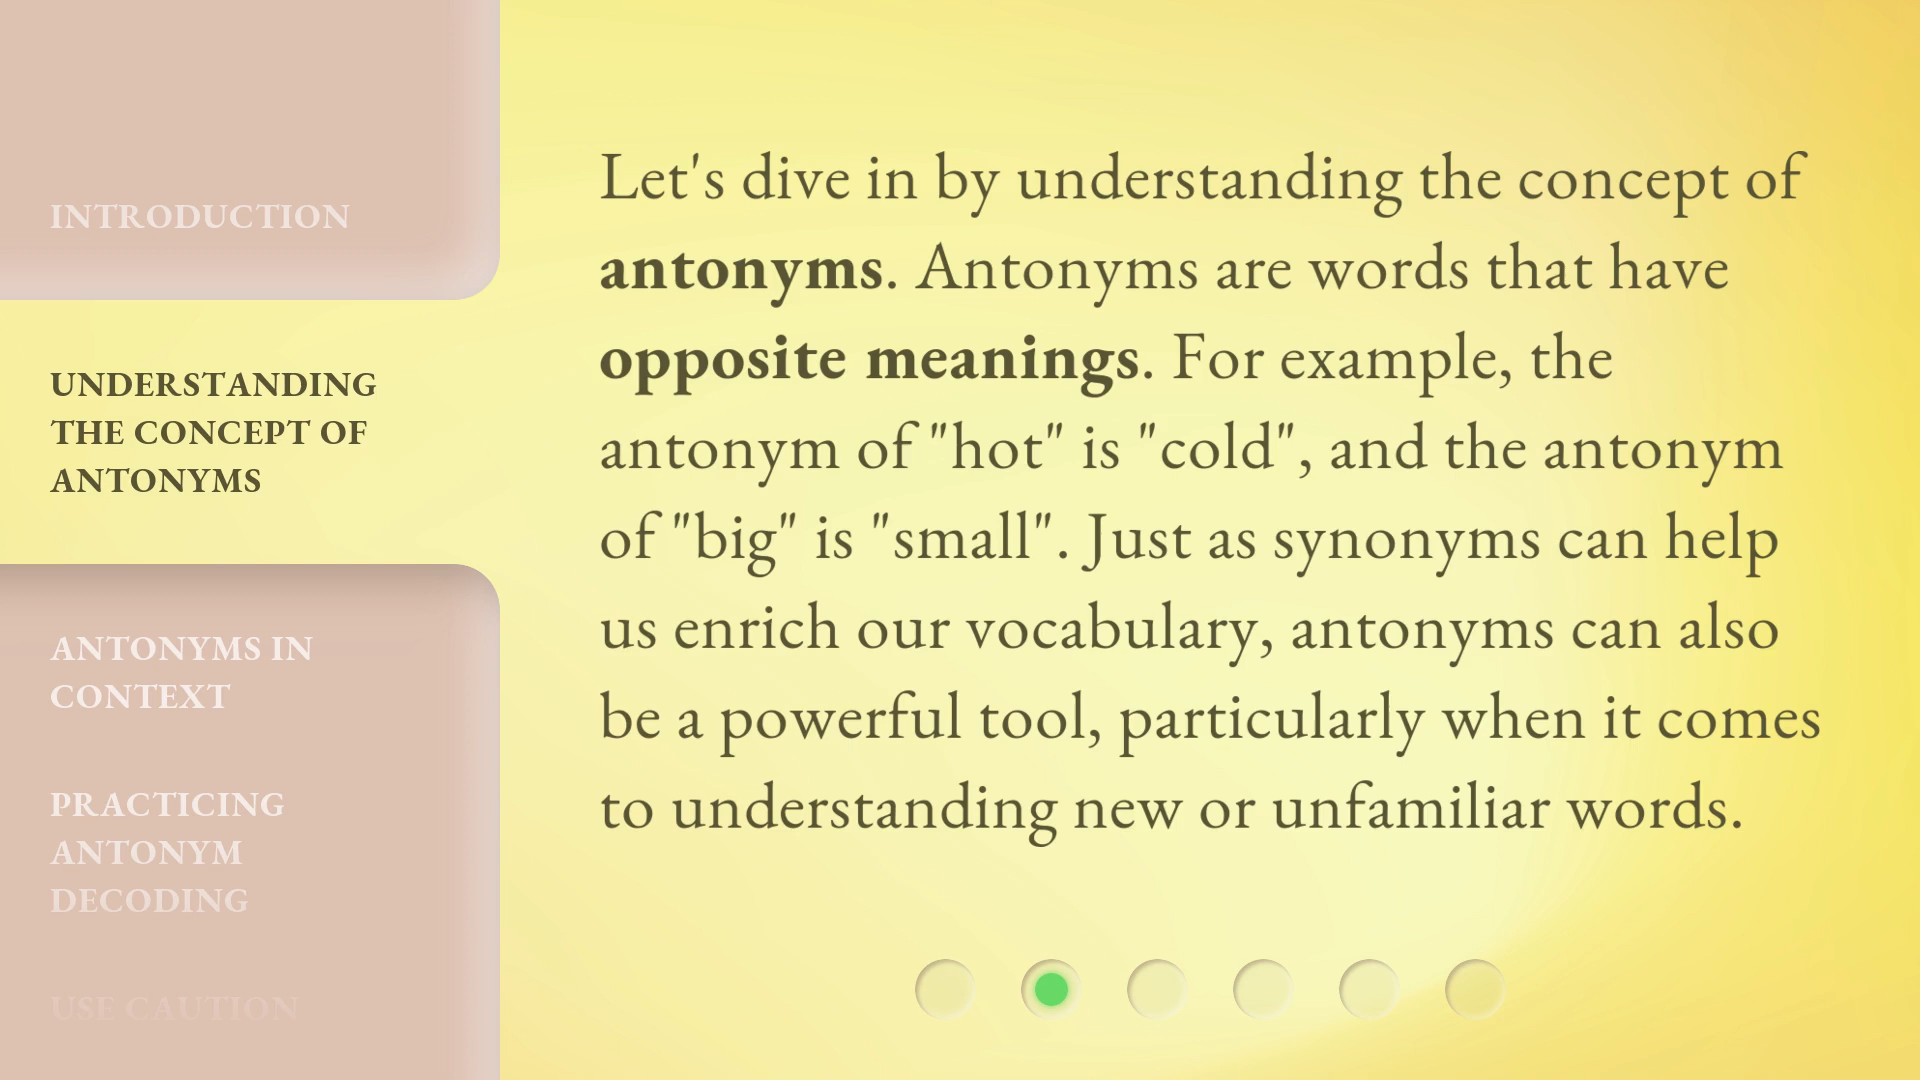 INTRODUCTION
UNDERSTANDING
THE CONCEPT OF
ANTONYMS
ANTONYMS IN
CONTEXT
PRACTICING
ANTONYM
DECODING
USE CAUTION
Let's dive in by understanding the concept of
antonyms. Antonyms are words that have
opposite meanings. For example, the
antonym of "hot" is "cold", and the antonym
of "big" is "small". Just as synonyms can help
us enrich our vocabulary, antonyms can also
be a powerful tool, particularly when it comes
to understanding new or unfamiliar words.